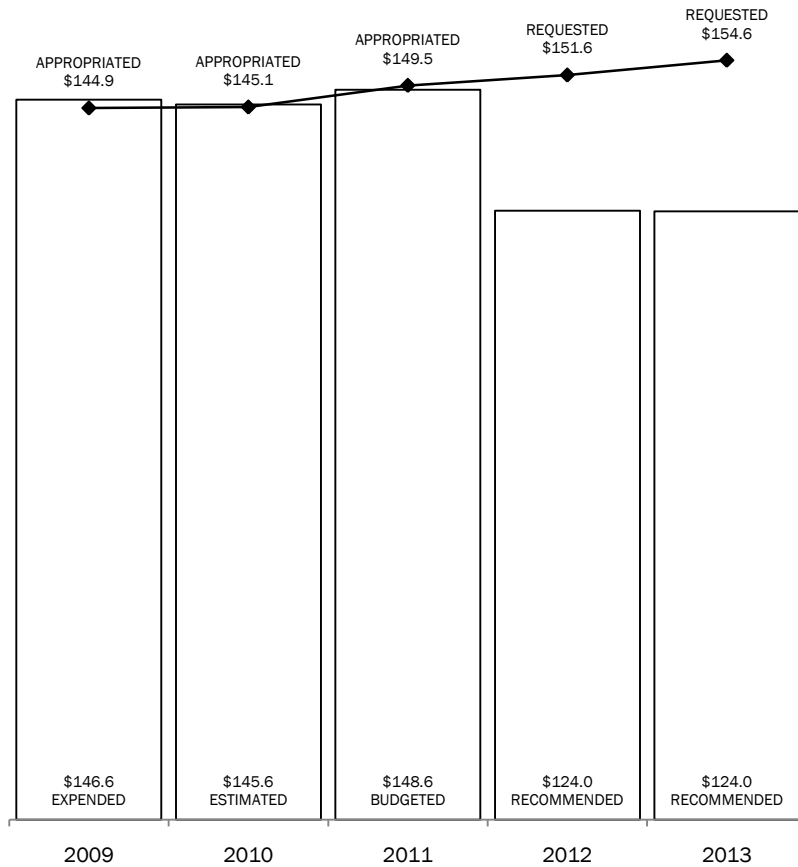 APPROPRIATED
$144.9
APPROPRIATED
$145.1
APPROPRIATED
$149.5
REQUESTED
$151.6
REQUESTED
$154.6
$146.6
EXPENDED
$145.6
ESTIMATED
$148.6
BUDGETED
$124.0
RECOMMENDED
$124.0
RECOMMENDED
2009
2010
2011
2012
2013